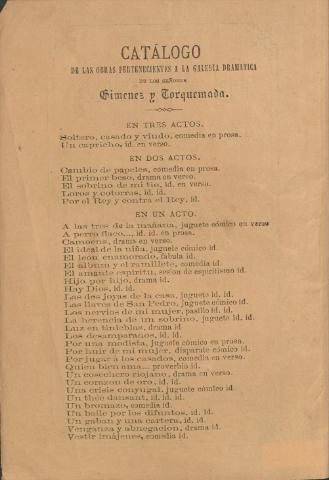 CATÁLOGO
DE LAS OBRAS PERTENECIENTES A LA GALERÍA DRAMÁTICA
DE LOS SEÑORES
Gimenez y Torquemada.
EN TRES ACTOS.
Soltero, casado y viudo, comedia en prosa.
Un capricho, id. en verso.
EN DOS ACTOS.
Cambio de papeles, comedia en prosa.
El primer beso, drama en verso.
El sobrino de mi tio, id. en verso.
Loros y cotorras, id. id.
Por el Rey y contra el Rey, id.
EN UN ACTO.
A las tres de la mañana, juguete cómico en verso
A perro flaco..., id. id. en prosa.
Camoens, drama en verso.
El ideal de la niña, juguete cómico id.
El leon enamorado, fábula id.
El álbum y el ramillete, comedia id.
El amante espíritu, sesion de espiritismo id.
Hijo por hijo, drama id.
Hay Dios, id. id.
Las dos joyas de la casa, juguete id. id.
Las llaves de San Pedro, juguete cómico id.
Los nervios de mi mujer, pasillo id. id.
La herencia de un sobrino, juguete id. id.
Luz en tinieblas, drama id
Los desamparados, id. id.
Por una modista, juguete cómico en prosa.
Por huir de mi mujer, disparate cómico id.
Por jugar á los casados, comedia en verso.
Quien bien ama... proverbio id.
Un cosechero riojano, drama en verso.
Un corazon de oro, id. id.
Una crisis conyugal, juguete cómico id.
Un thée dansant, id. id. id.
Un bromazo, comedia id.
Un baile por los difuntos, id. id.
Un gaban y una cartera, id. id.
Venganza y abnegacion, drama id.
Vestir imájenes, comedia id.